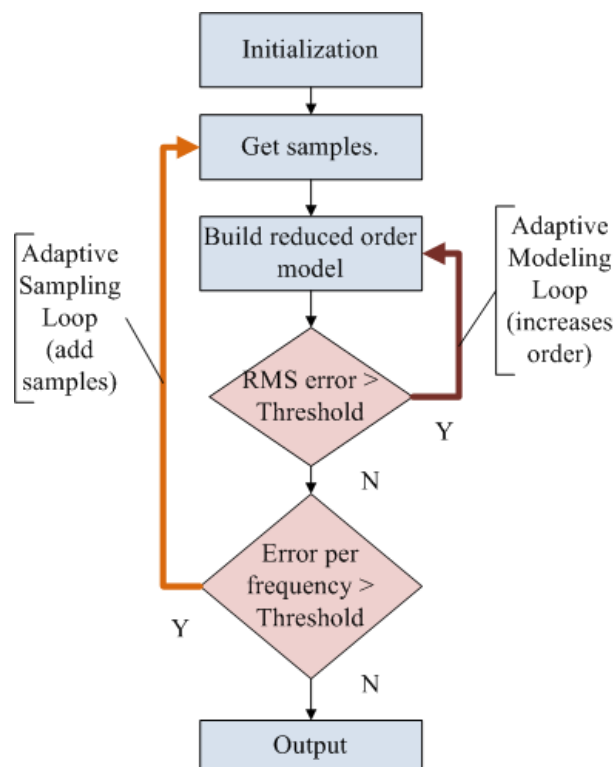 Initialization
Get samples.
Build reduced order
model
Adaptive
Sampling
Loop
(add
samples)
Adaptive
Modeling
Loop
(increases
order)
RMS error >
Threshold
Y
N
Error per
frequency >
Threshold
Y
N
Output